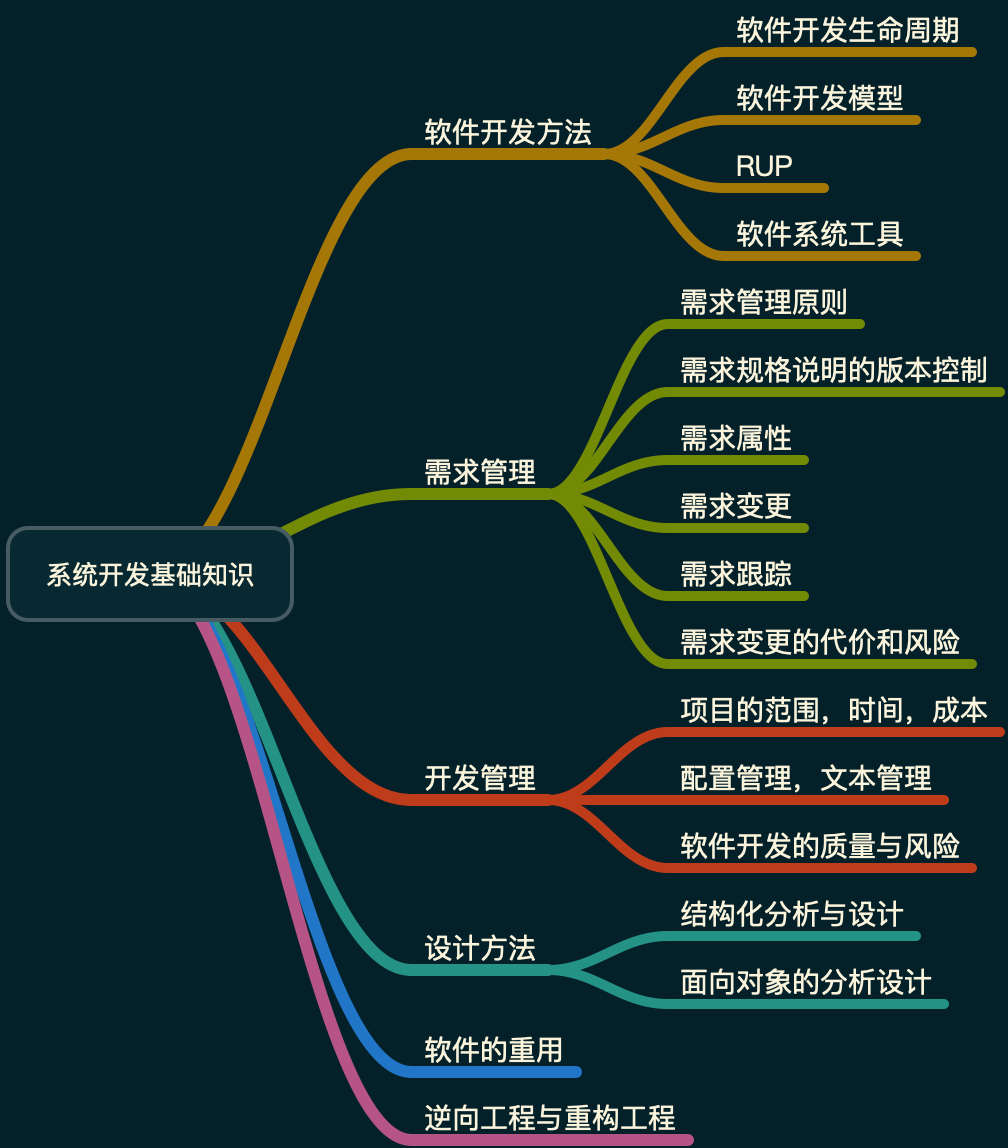 系统开发基础知识
软件开发方法
软件开发生命周期
软件开发模型
RUP
软件系统工具
需求管理
需求管理原则
需求规格说明的版本控制
需求属性
需求变更
需求跟踪
需求变更的代价和风险
开发管理
项目的范围，时间，成本
配置管理，文本管理
软件开发的质量与风险
设计方法
结构化分析与设计
面向对象的分析设计
软件的重用
逆向工程与重构工程